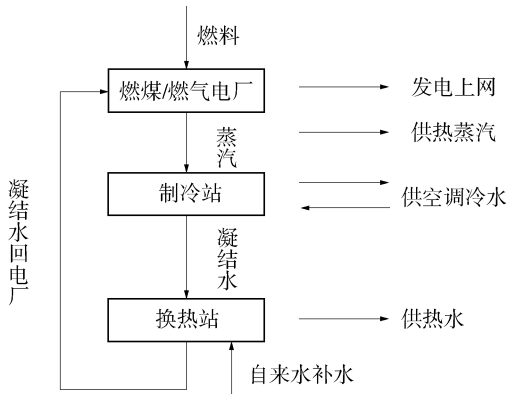 燃料
燃煤/燃气电厂
发电上网
供热蒸汽
蒸汽
制冷站
供空调冷水
凝结水回电厂
凝结水
换热站
供热水
自来水补水